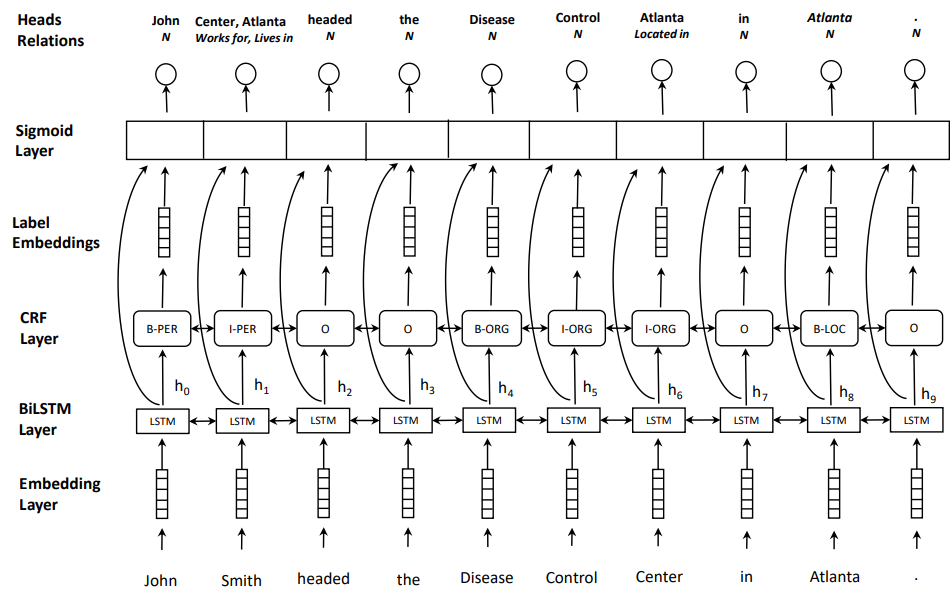 Heads
Relations
John Center, Atlanta headed the Disease Control Atlanta in Atlanta .
N Works for, Lives in N N N N Located in N N N
Sigmoid
Layer
Label
Embeddings
CRF
Layer
B-PER I-PER O O B-ORG I-ORG I-ORG O B-LOC O
h0 h1 h2 h3 h4 h5 h6 h7 h8 h9
BiLSTM
Layer
LSTM LSTM LSTM LSTM LSTM LSTM LSTM LSTM LSTM LSTM
Embedding
Layer
John Smith headed the Disease Control Center in Atlanta .